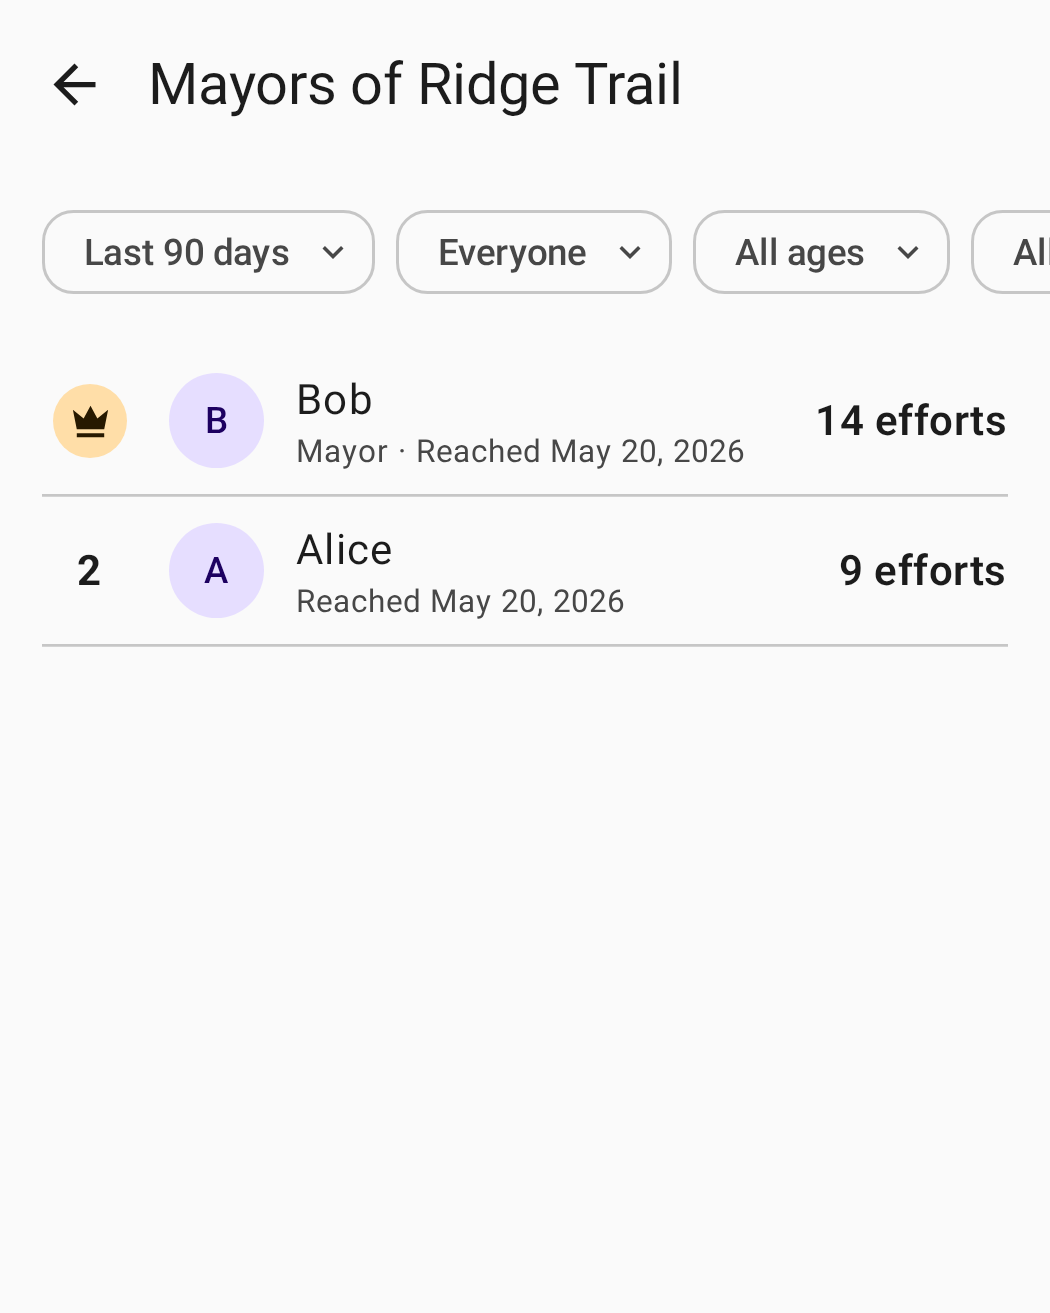 Mayors of Ridge Trail
Last 90 days
Everyone
All ages
All
B
Bob
Mayor · Reached May 20, 2026
14 efforts
2
A
Alice
Reached May 20, 2026
9 efforts